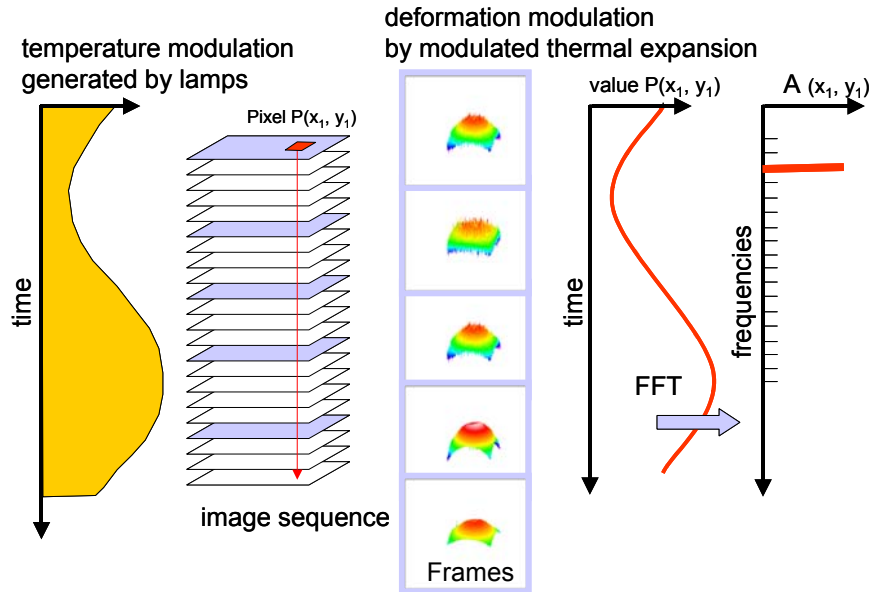 temperature modulation
generated by lamps
deformation modulation
by modulated thermal expansion
Pixel P(x₁, y₁)
value P(x₁, y₁)
A (x₁, y₁)
time
time
frequencies
FFT
image sequence
Frames